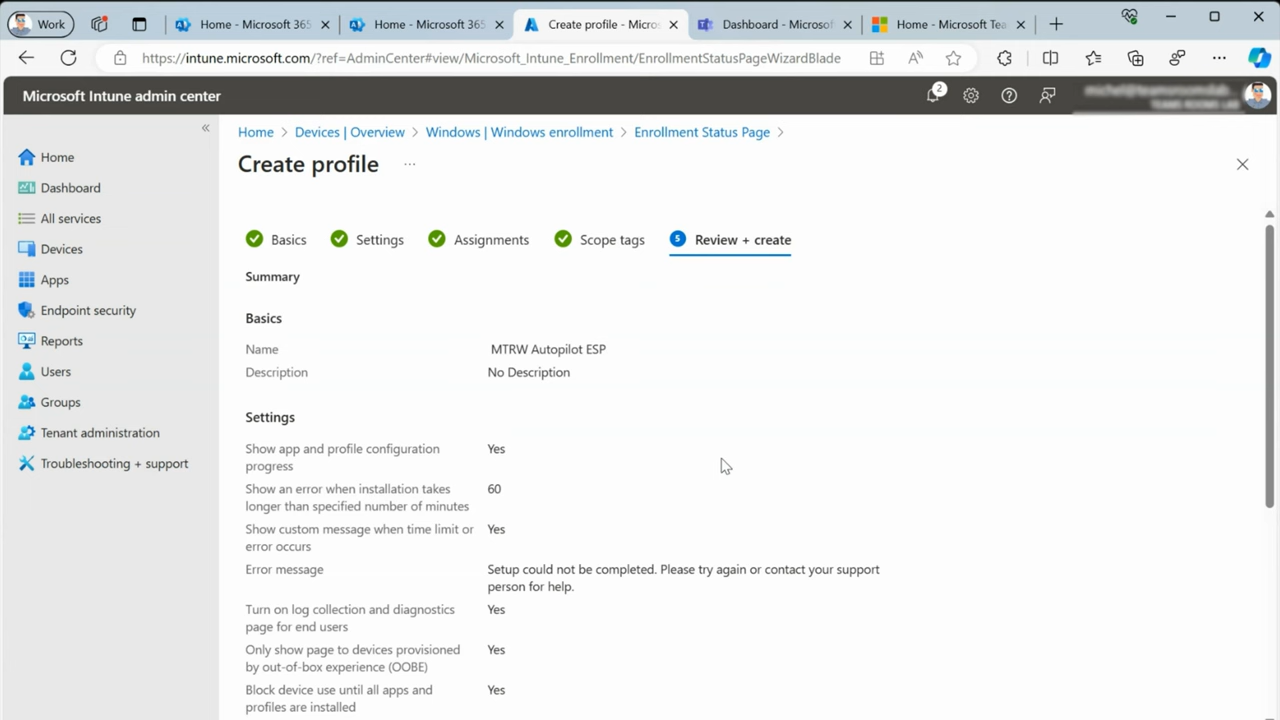 Work
Home - Microsoft 365
Home - Microsoft 365
Create profile - Micros
Dashboard - Microsof
Home - Microsoft Tea
https://intune.microsoft.com/?ref=AdminCenter#view/Microsoft_Intune_Enrollment/EnrollmentStatusPageWizardBlade
Microsoft Intune admin center
2
TEAMS ROOMS LAB
Home > Devices | Overview > Windows | Windows enrollment > Enrollment Status Page >
Create profile ...
Home
Dashboard
All services
Devices
Apps
Endpoint security
Reports
Users
Groups
Tenant administration
Troubleshooting + support
Basics Settings Assignments Scope tags 5 Review + create
Summary
Basics
Name MTRW Autopilot ESP
Description No Description
Settings
Show app and profile configuration progress Yes
Show an error when installation takes longer than specified number of minutes 60
Show custom message when time limit or error occurs Yes
Error message Setup could not be completed. Please try again or contact your support person for help.
Turn on log collection and diagnostics page for end users Yes
Only show page to devices provisioned by out-of-box experience (OOBE) Yes
Block device use until all apps and profiles are installed Yes